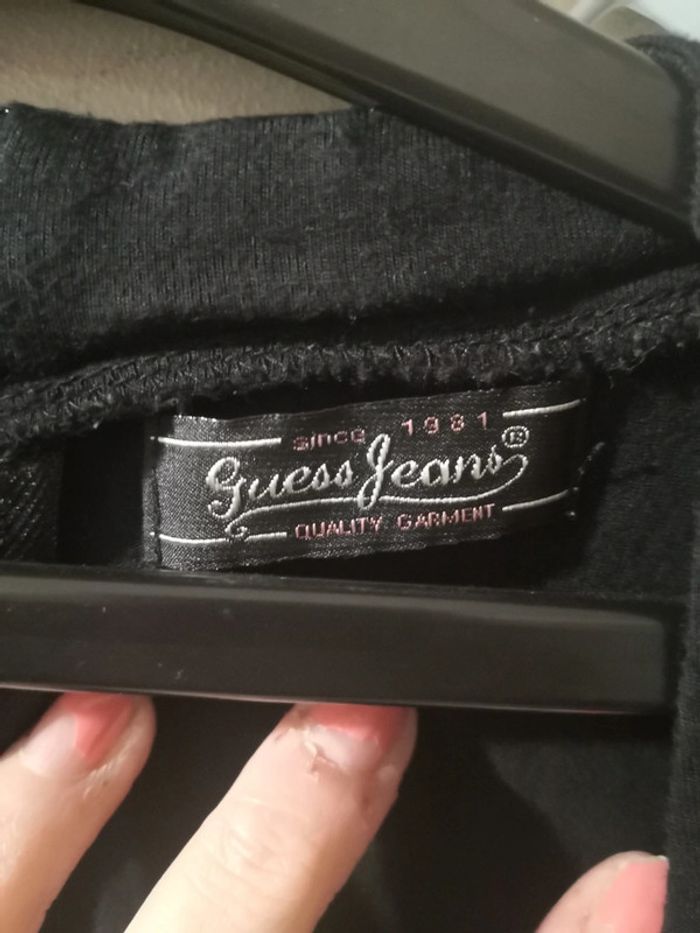 since 1981
Guess Jeans®
QUALITY GARMENT